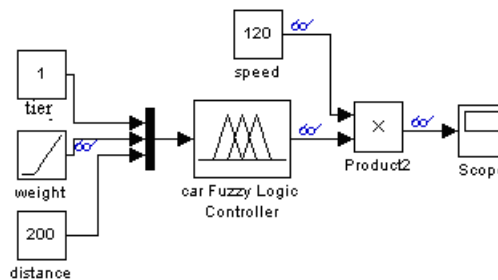 120
speed
1
tier
weight
200
distance
car Fuzzy Logic
Controller
×
Product2
Scope